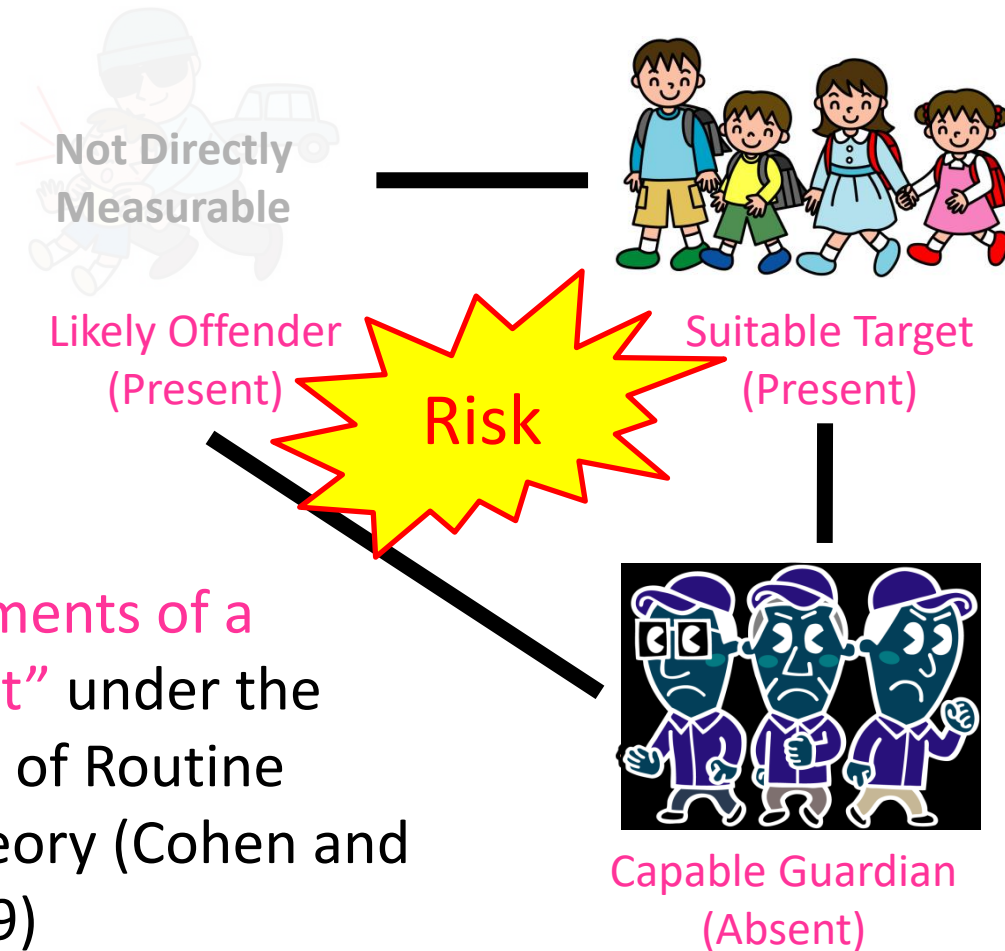 Not Directly
Measurable
Likely Offender
(Present)
Suitable Target
(Present)
Risk
ments of a
t” under the
of Routine
eory (Cohen and
9)
Capable Guardian
(Absent)